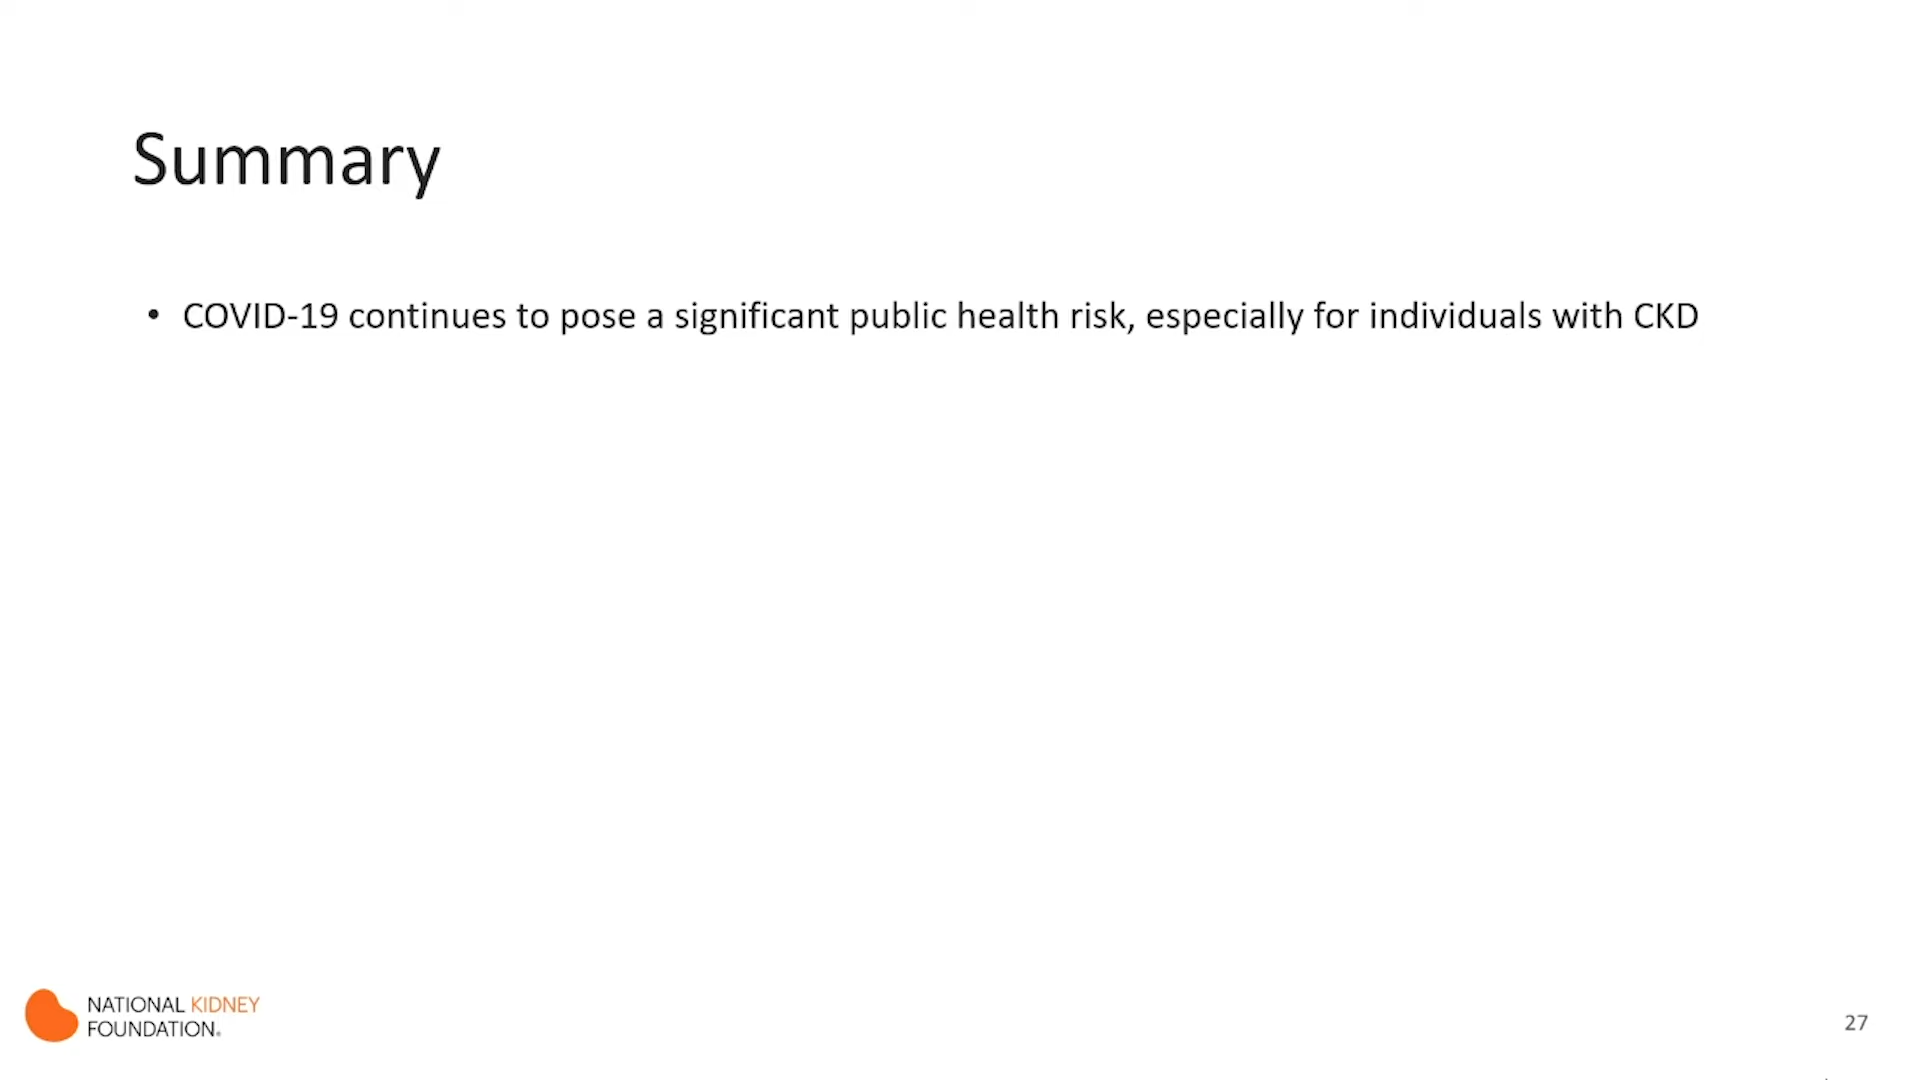 Summary
• COVID-19 continues to pose a significant public health risk, especially for individuals with CKD
NATIONAL KIDNEY
FOUNDATION®
27